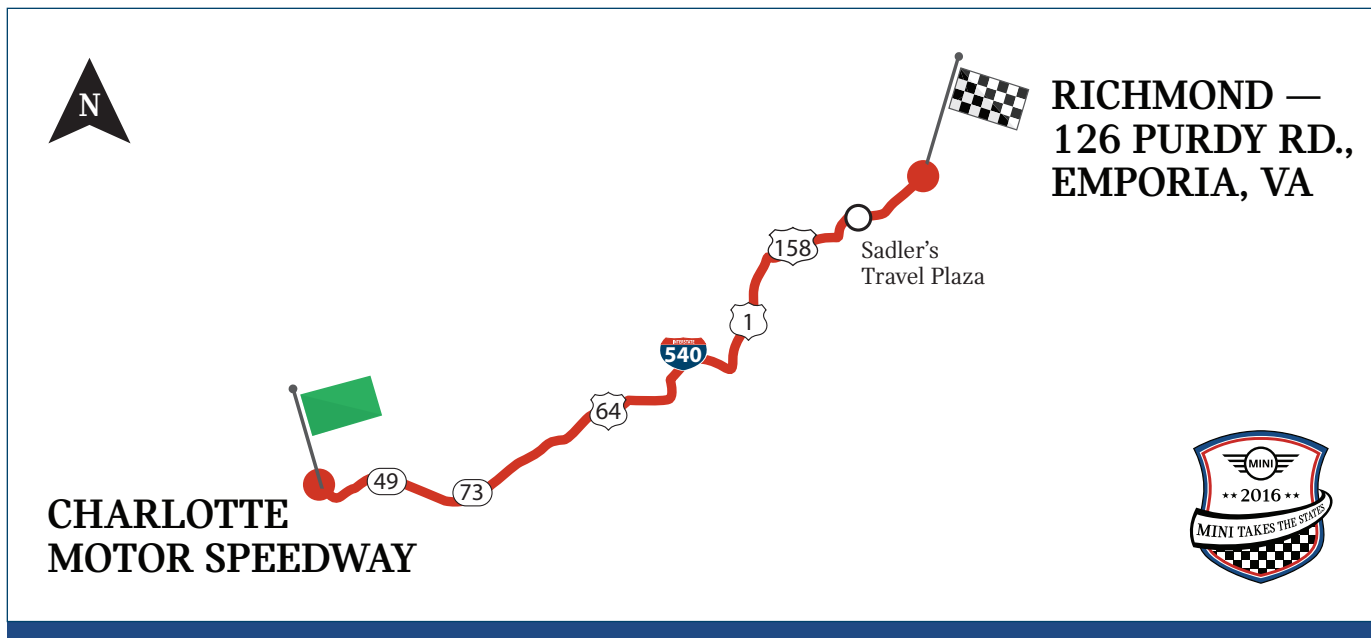 N
RICHMOND —
126 PURDY RD.,
EMPORIA, VA
158
Sadler's
Travel Plaza
1
INTERSTATE
540
64
49
73
CHARLOTTE
MOTOR SPEEDWAY
MINI
★★ 2016 ★★
MINI TAKES THE STATES